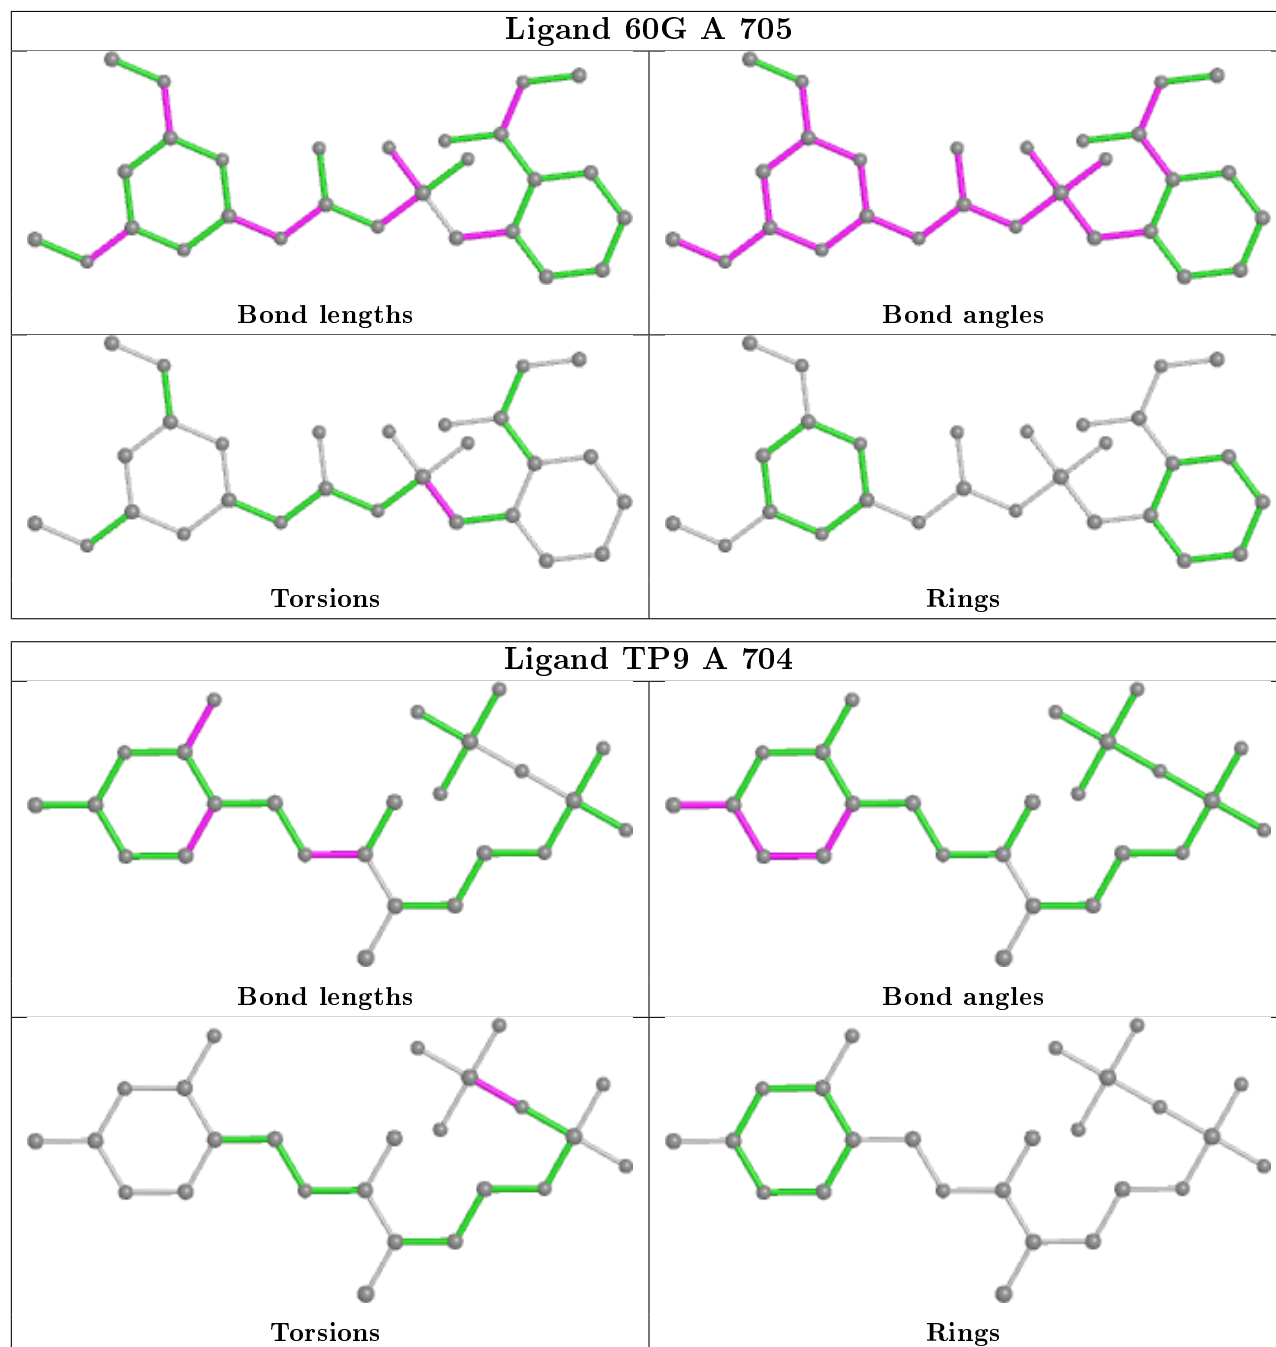 Ligand 60G A 705
Bond lengths
Bond angles
Torsions
Rings
Ligand TP9 A 704
Bond lengths
Bond angles
Torsions
Rings